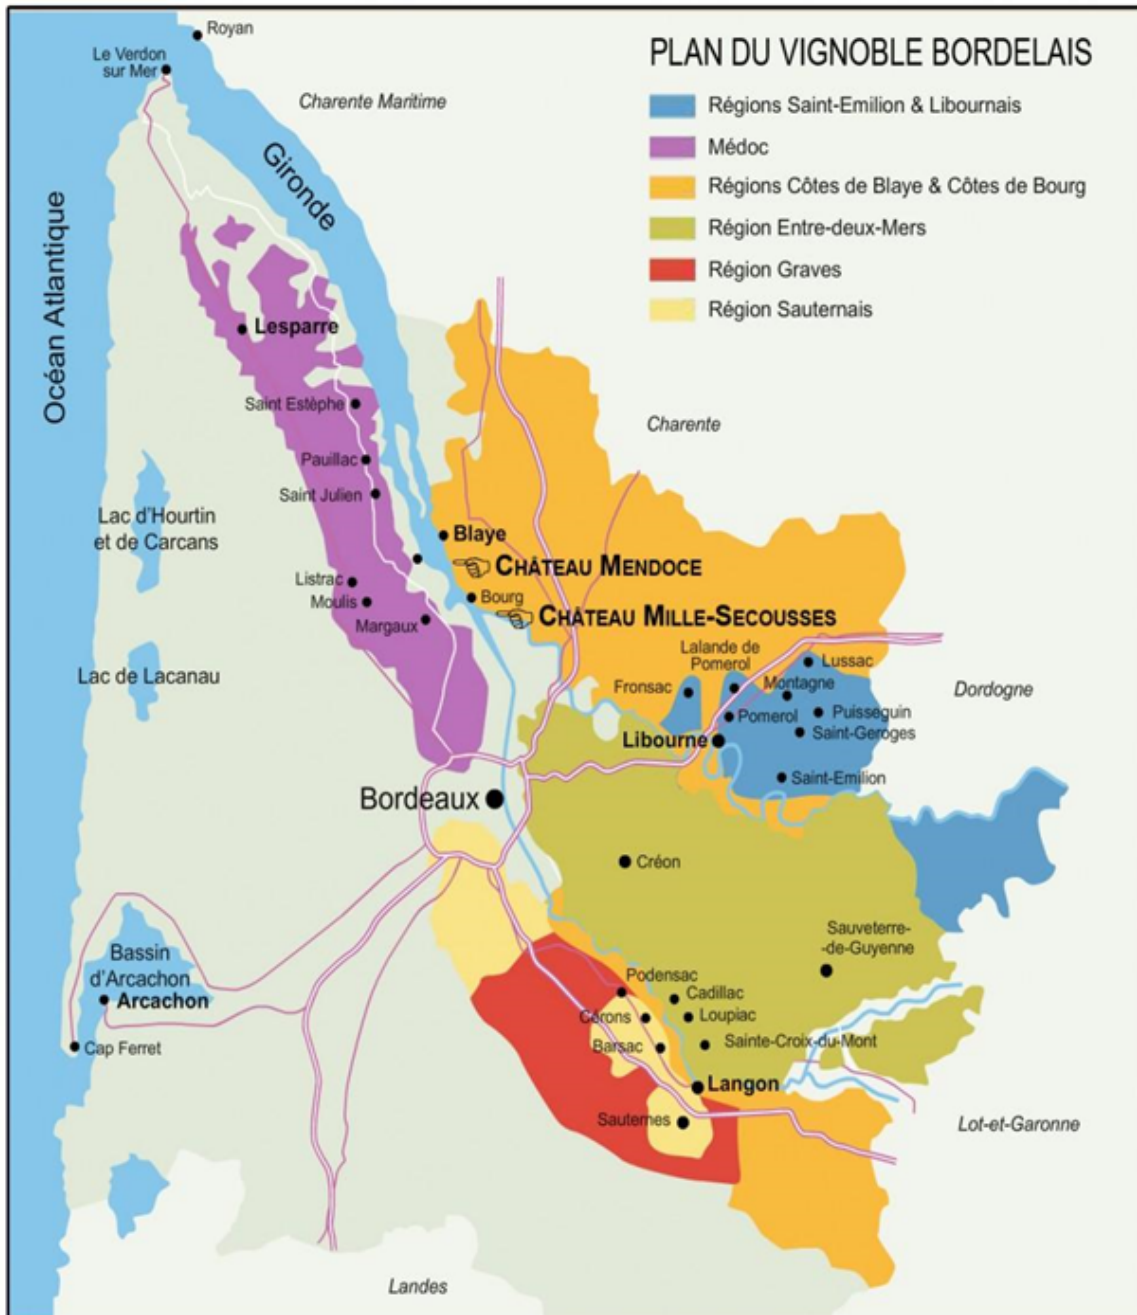 PLAN DU VIGNOBLE BORDELAIS
Régions Saint-Emilion & Libournais
Médoc
Régions Côtes de Blaye & Côtes de Bourg
Région Entre-deux-Mers
Région Graves
Région Sauternais
Royan
Le Verdon
sur Mer
Charente Maritime
Gironde
Océan Atlantique
Lesparre
Saint Estèphe
Charente
Pauillac
Saint Julien
Lac d'Hourtin
et de Carcans
Blaye
CHÂTEAU MENDOCE
Listrac
Moulis
Bourg
CHÂTEAU MILLE-SECOUSSES
Margaux
Lac de Lacanau
Lalande de
Pomerol
Lussac
Fronsac
Montagne
Dordogne
Pomerol
Puisseguin
Saint-Geroges
Libourne
Saint-Emilion
Bordeaux
Créon
Sauveterre-
-de-Guyenne
Bassin
d'Arcachon
Arcachon
Podensac
Cadillac
Cérons
Loupiac
Cap Ferret
Barsac
Sainte-Croix-du-Mont
Langon
Sauternes
Lot-et-Garonne
Landes